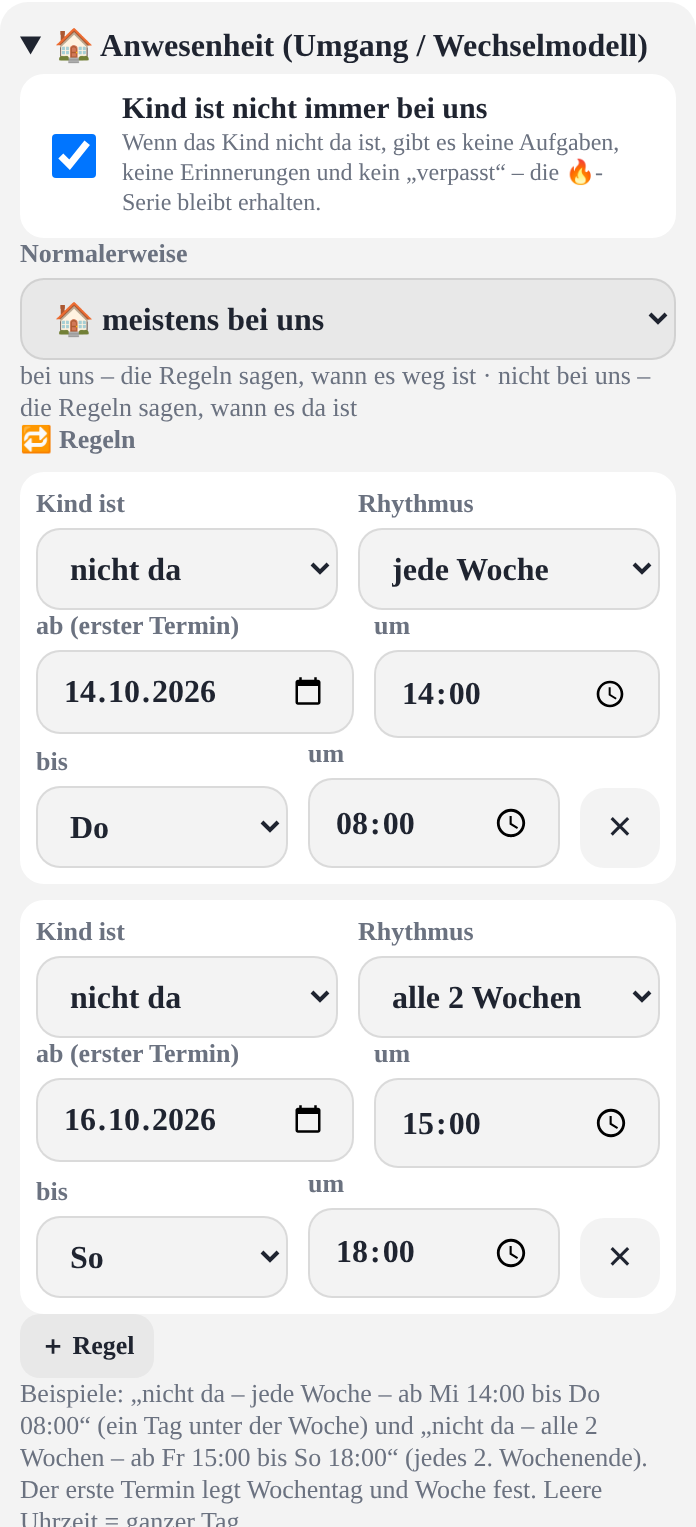 ▼ 🏠 Anwesenheit (Umgang / Wechselmodell)
Kind ist nicht immer bei uns
Wenn das Kind nicht da ist, gibt es keine Aufgaben,
keine Erinnerungen und kein „verpasst“ – die 🔥-
Serie bleibt erhalten.
Normalerweise
🏠 meistens bei uns
bei uns – die Regeln sagen, wann es weg ist · nicht bei uns –
die Regeln sagen, wann es da ist
🔁 Regeln
Kind ist Rhythmus
nicht da jede Woche
ab (erster Termin) um
14.10.2026 14:00
bis um
Do 08:00 ✕
Kind ist Rhythmus
nicht da alle 2 Wochen
ab (erster Termin) um
16.10.2026 15:00
bis um
So 18:00 ✕
+ Regel
Beispiele: „nicht da – jede Woche – ab Mi 14:00 bis Do
08:00“ (ein Tag unter der Woche) und „nicht da – alle 2
Wochen – ab Fr 15:00 bis So 18:00“ (jedes 2. Wochenende).
Der erste Termin legt Wochentag und Woche fest. Leere
Uhrzeit = ganzer Tag